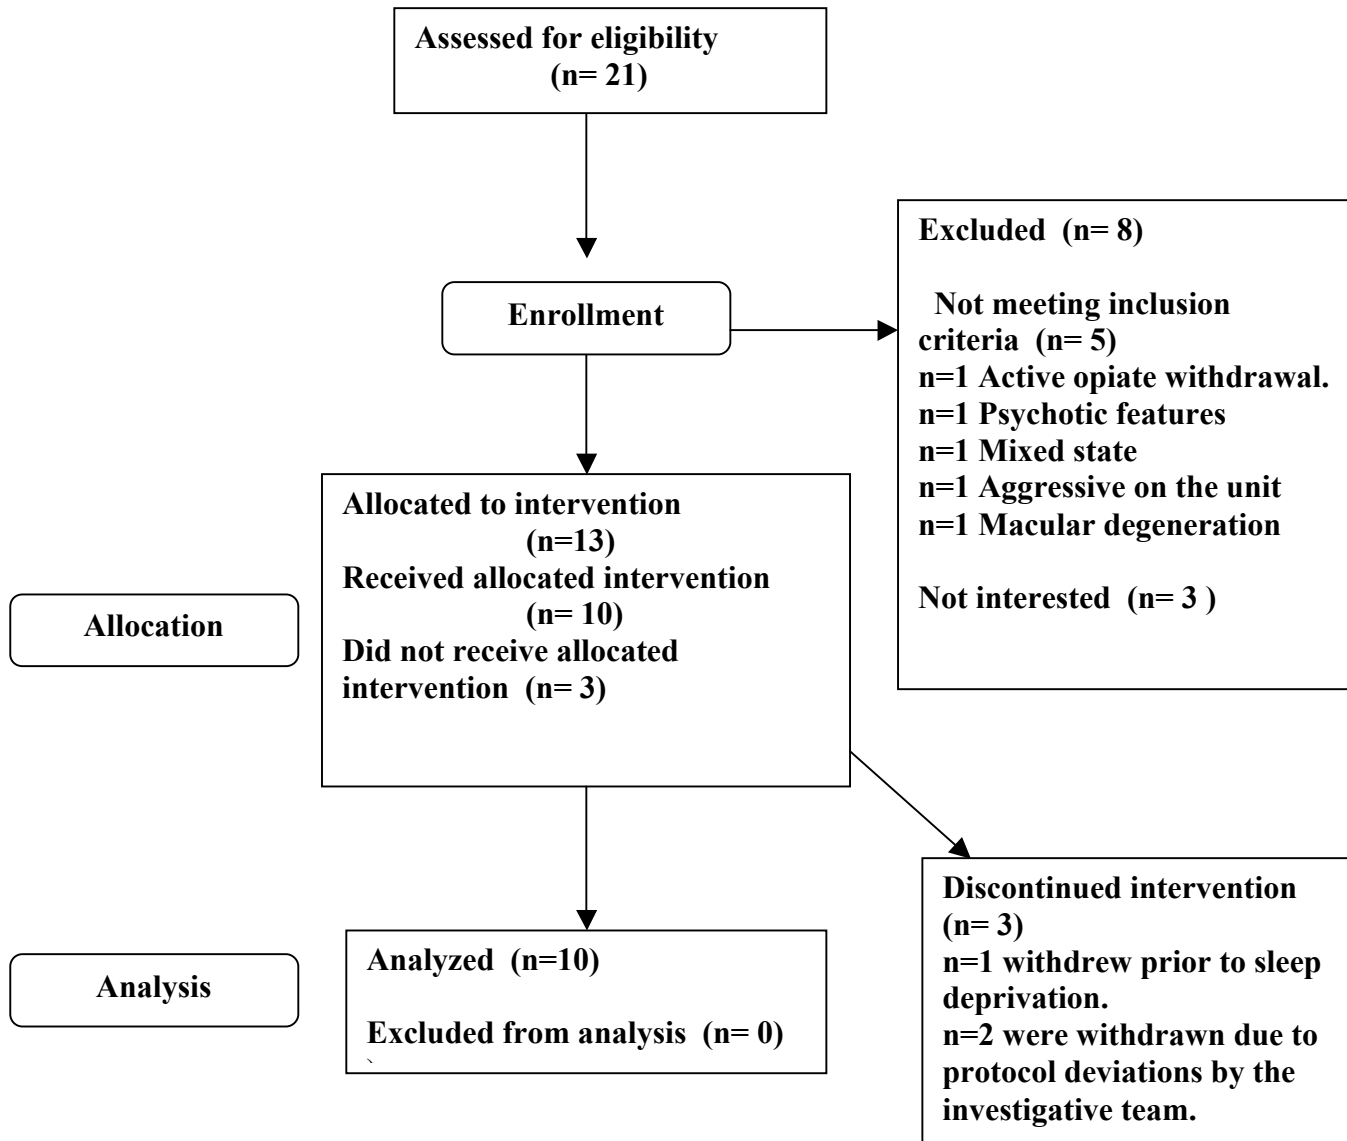 Assessed for eligibility
(n= 21)
Enrollment
Excluded (n= 8)
Not meeting inclusion
criteria (n= 5)
n=1 Active opiate withdrawal.
n=1 Psychotic features
n=1 Mixed state
n=1 Aggressive on the unit
n=1 Macular degeneration
Not interested (n= 3 )
Allocation
Allocated to intervention
(n=13)
Received allocated intervention
(n= 10)
Did not receive allocated
intervention (n= 3)
Discontinued intervention
(n= 3)
n=1 withdrew prior to sleep
deprivation.
n=2 were withdrawn due to
protocol deviations by the
investigative team.
Analysis
Analyzed (n=10)
Excluded from analysis (n= 0)
`